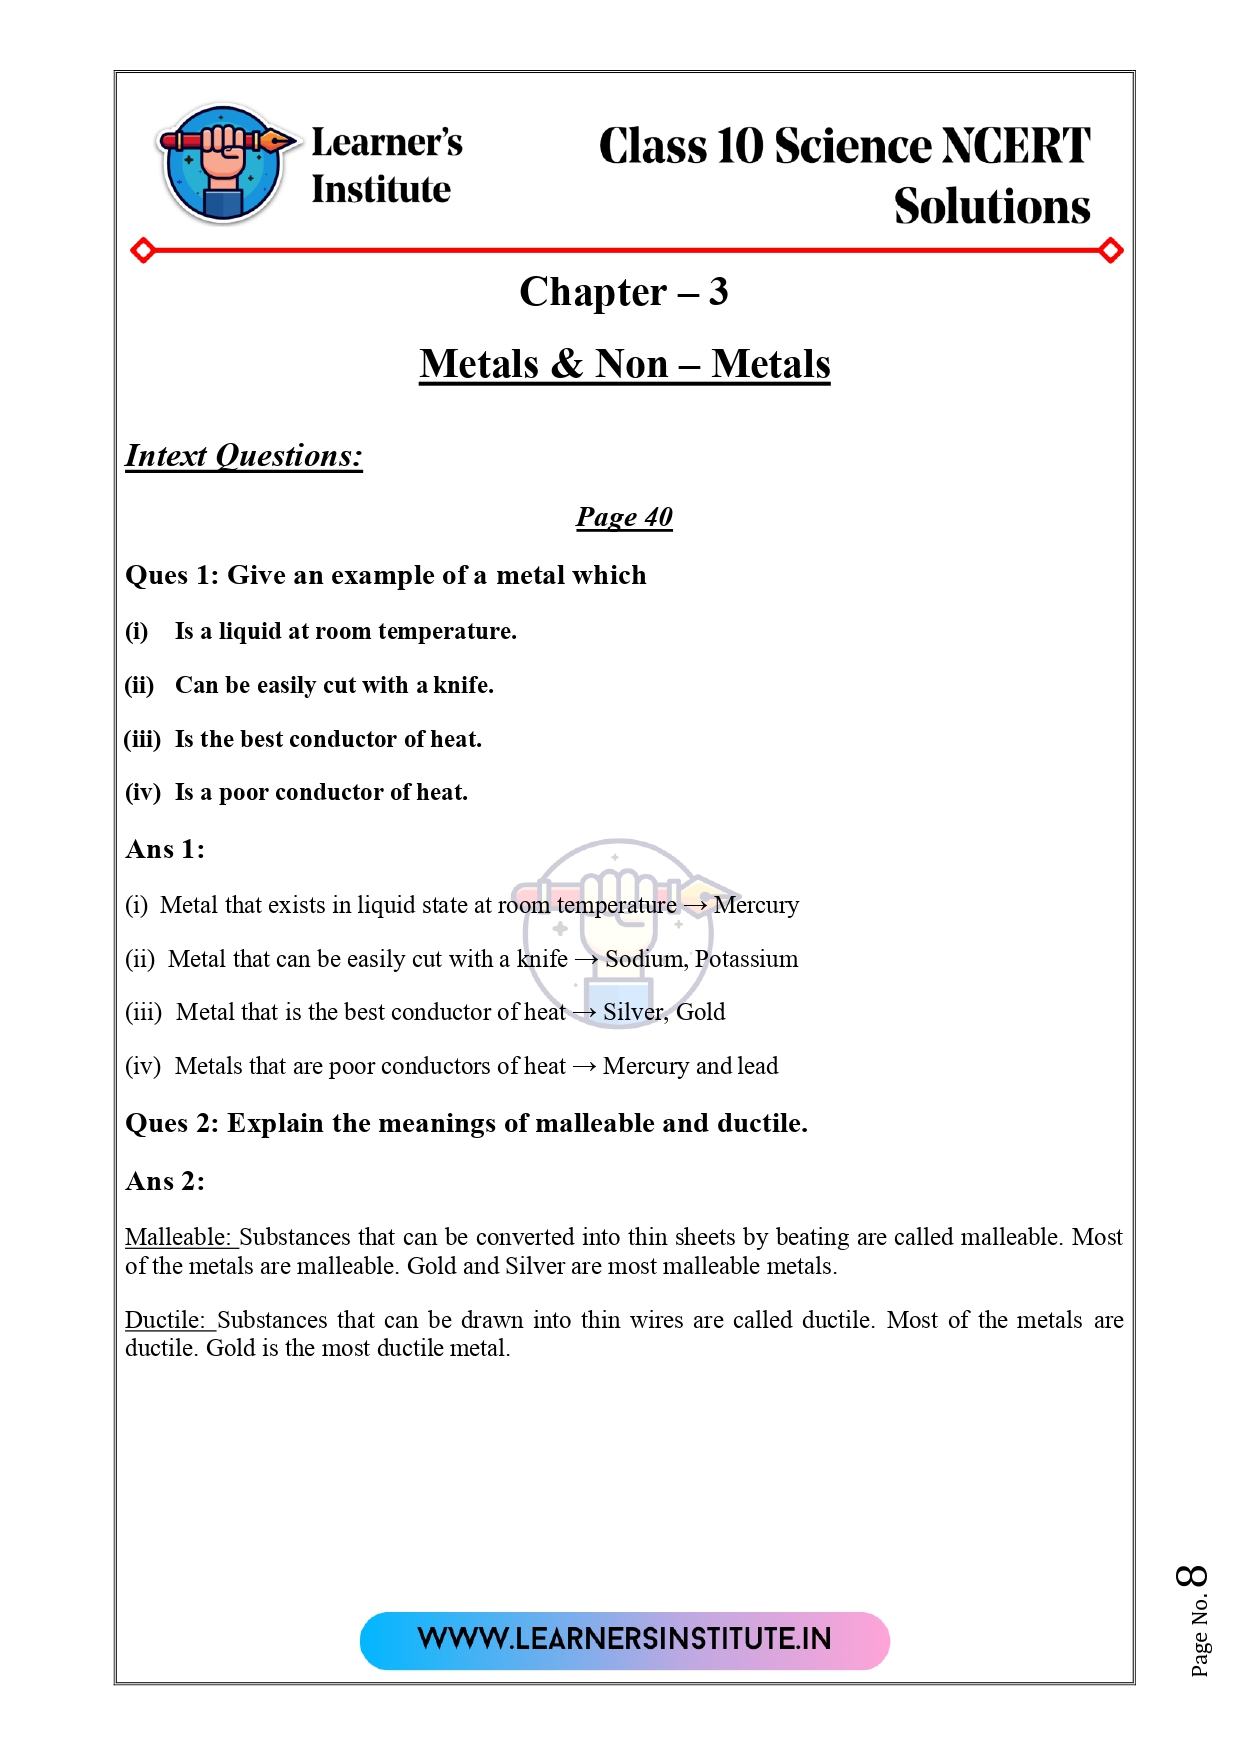 Learner's
Institute
Class 10 Science NCERT
Solutions
Chapter – 3
Metals & Non – Metals
Intext Questions:
Page 40
Ques 1: Give an example of a metal which
(i) Is a liquid at room temperature.
(ii) Can be easily cut with a knife.
(iii) Is the best conductor of heat.
(iv) Is a poor conductor of heat.
Ans 1:
(i) Metal that exists in liquid state at room temperature → Mercury
(ii) Metal that can be easily cut with a knife → Sodium, Potassium
(iii) Metal that is the best conductor of heat → Silver, Gold
(iv) Metals that are poor conductors of heat → Mercury and lead
Ques 2: Explain the meanings of malleable and ductile.
Ans 2:
Malleable: Substances that can be converted into thin sheets by beating are called malleable. Most
of the metals are malleable. Gold and Silver are most malleable metals.
Ductile: Substances that can be drawn into thin wires are called ductile. Most of the metals are
ductile. Gold is the most ductile metal.
WWW.LEARNERSINSTITUTE.IN
Page No. 8